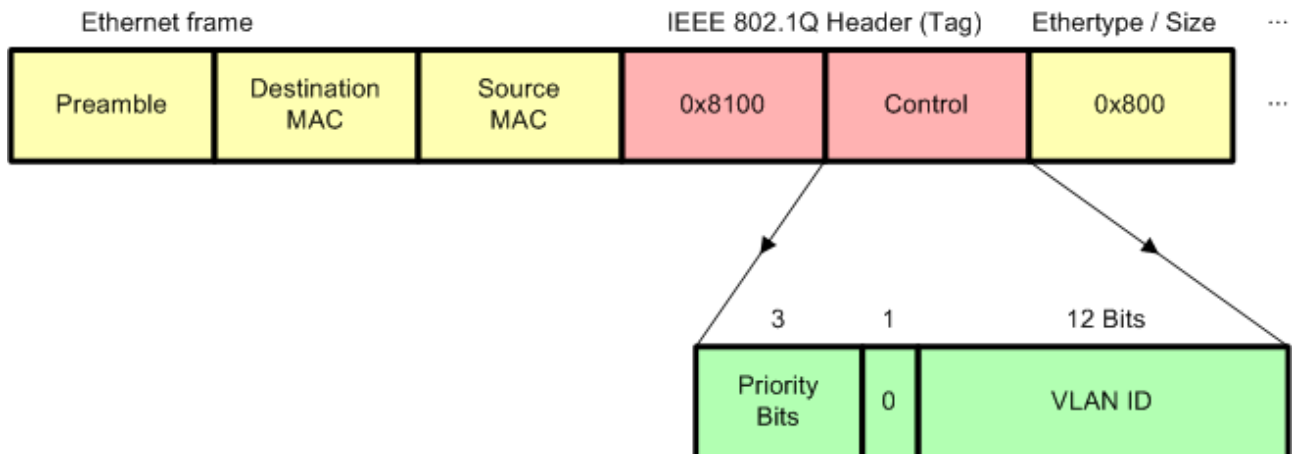 Ethernet frame
IEEE 802.1Q Header (Tag)
Ethertype / Size
...
Preamble
Destination
MAC
Source
MAC
0x8100
Control
0x800
...
3
1
12 Bits
Priority
Bits
0
VLAN ID